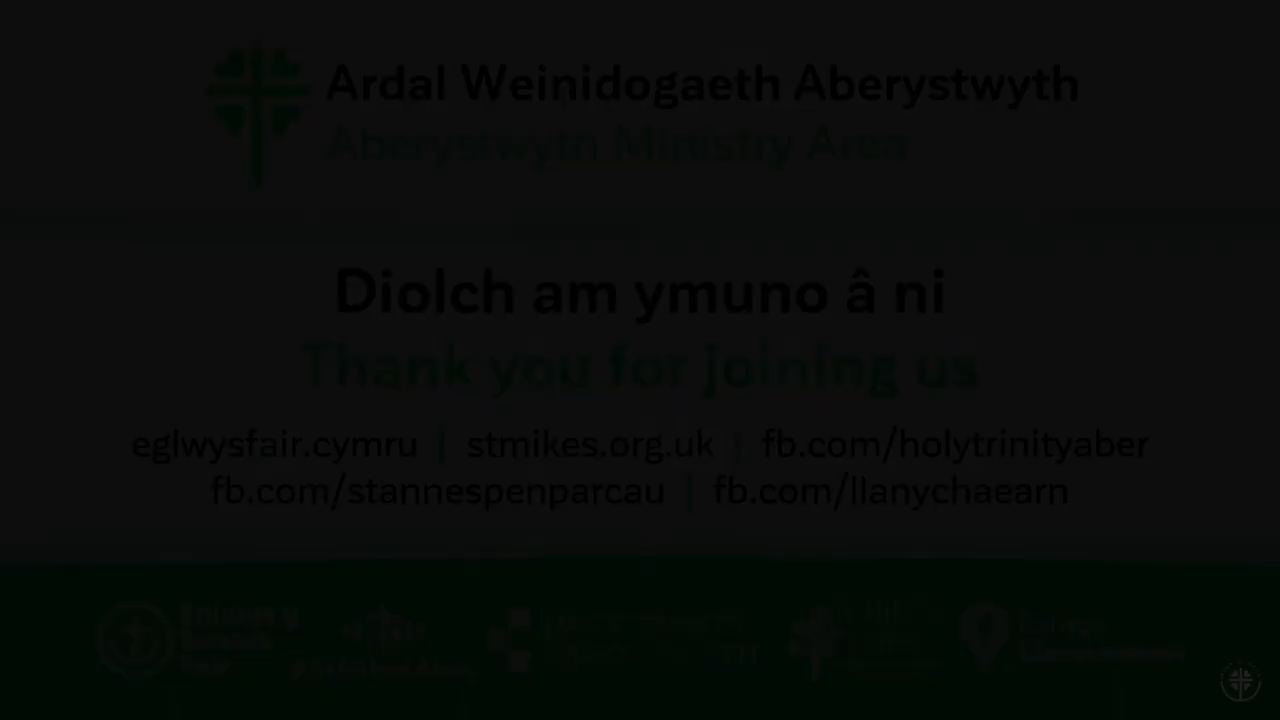 Ardal Weinidogaeth Aberystwyth
Aberystwyth Ministry Area
Diolch am ymuno â ni
Thank you for joining us
eglwysfair.cymru | stmikes.org.uk | fb.com/holytrinityaber
fb.com/stannespenparcau | fb.com/llanychaearn